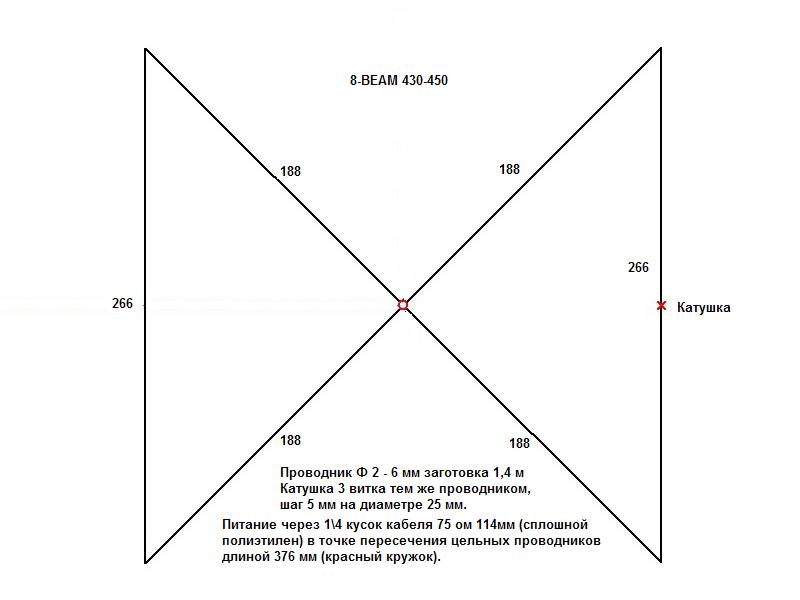 8-BEAM 430-450
188
188
266
266
Катушка
188
188
Проводник Ф 2 - 6 мм заготовка 1,4 м
Катушка 3 витка тем же проводником,
шаг 5 мм на диаметре 25 мм.
Питание через 1\4 кусок кабеля 75 ом 114мм (сплошной
полиэтилен) в точке пересечения цельных проводников
длиной 376 мм (красный кружок).